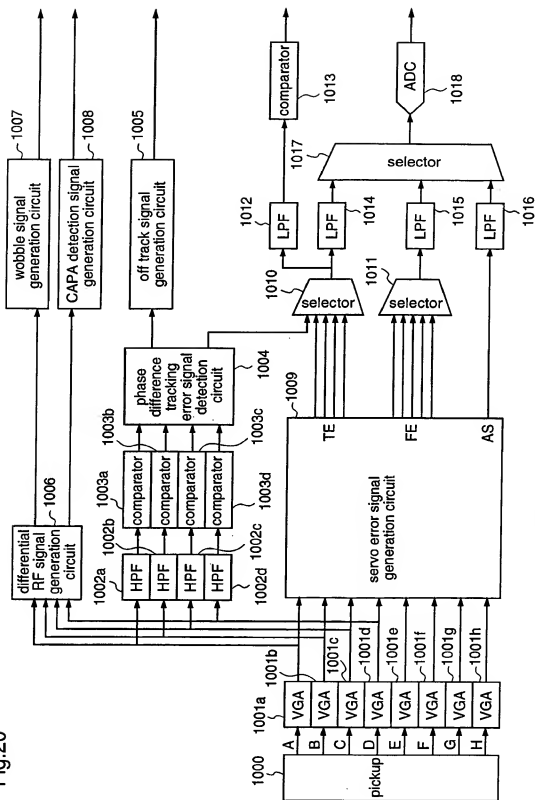 Fig.20
1000
pickup
A
B
C
D
E
F
G
H
1001a
1001b
1001c
1001d
1001e
1001f
1001g
1001h
VGA
VGA
VGA
VGA
VGA
VGA
VGA
VGA
1006
differential
RF signal
generation
circuit
1002a
1002b
1002c
1002d
HPF
HPF
HPF
HPF
1003a
1003b
1003c
1003d
comparator
comparator
comparator
comparator
phase
difference
tracking
error signal
detection
circuit
1004
1009
servo error signal
generation circuit
TE
FE
AS
1007
wobble signal
generation circuit
1008
CAPA detection signal
generation circuit
1005
off track signal
generation circuit
1010
selector
1011
selector
1012
LPF
1014
LPF
1015
LPF
1016
LPF
comparator
1013
1017
selector
ADC
1018